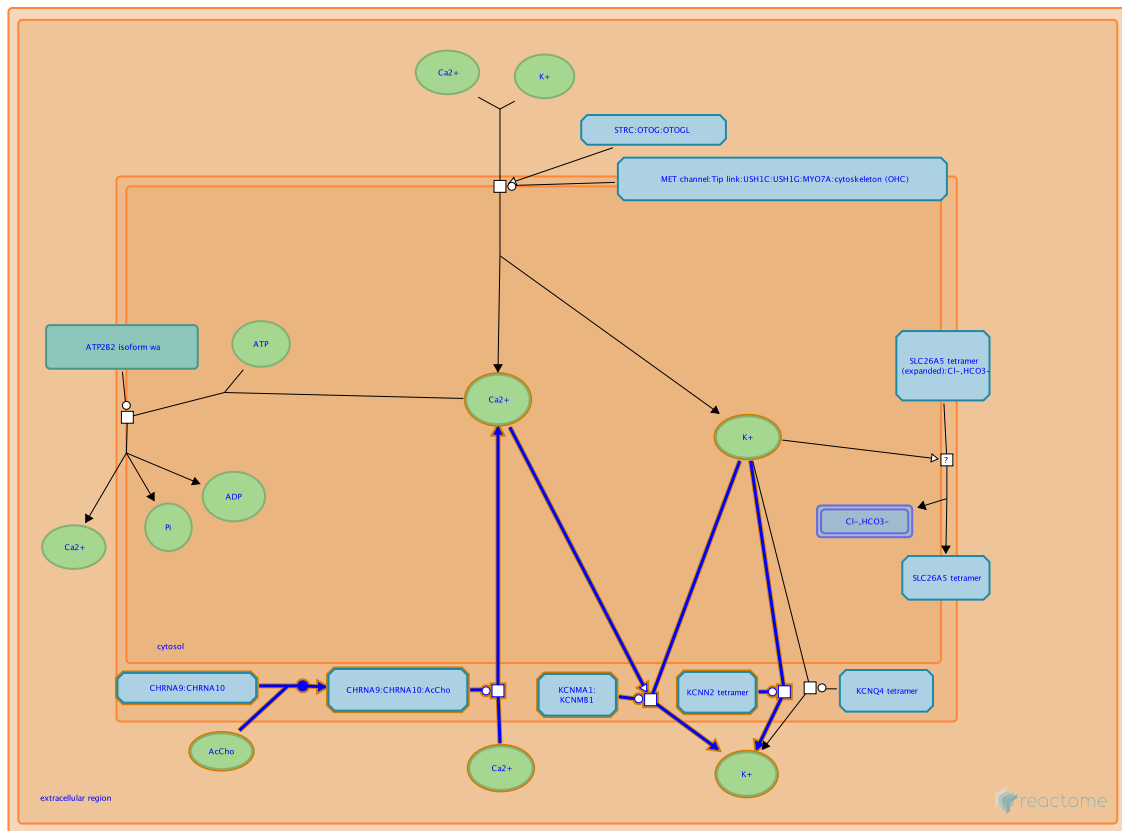 Ca2+
K+
STRC:OTOG:OTOGL
MET channel:Tip link:USH1C:USH1G:MYO7A:cytoskeleton (OHC)
ATP2B2 isoform wa
ATP
SLC26A5 tetramer
(expanded):Cl-,HCO3-
Ca2+
K+
?
ADP
Pi
Cl-,HCO3-
Ca2+
SLC26A5 tetramer
cytosol
CHRNA9:CHRNA10
CHRNA9:CHRNA10:AcCho
KCNMA1:
KCNMB1
KCNN2 tetramer
KCNQ4 tetramer
AcCho
Ca2+
K+
extracellular region
reactome